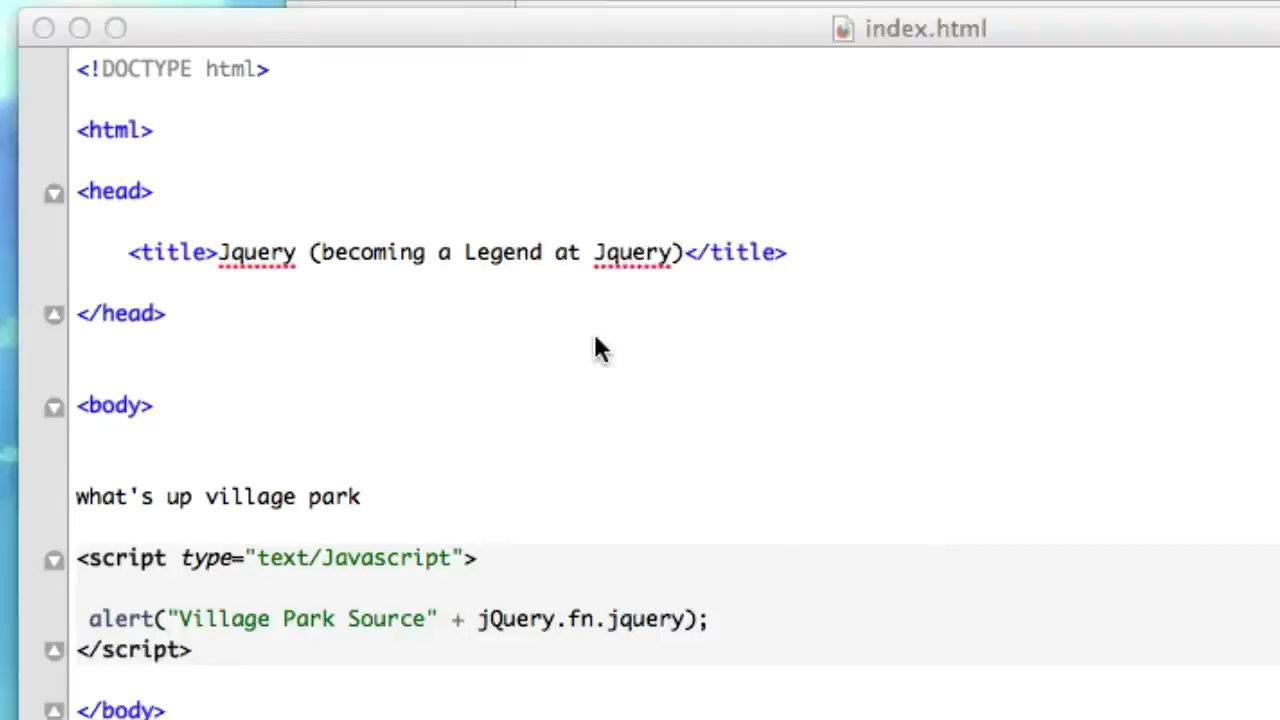 index.html
<!DOCTYPE html>
<html>
<head>
<title>Jquery (becoming a Legend at Jquery)</title>
</head>
<body>
what's up village park
<script type="text/Javascript">
alert("Village Park Source" + jQuery.fn.jquery);
</script>
</body>